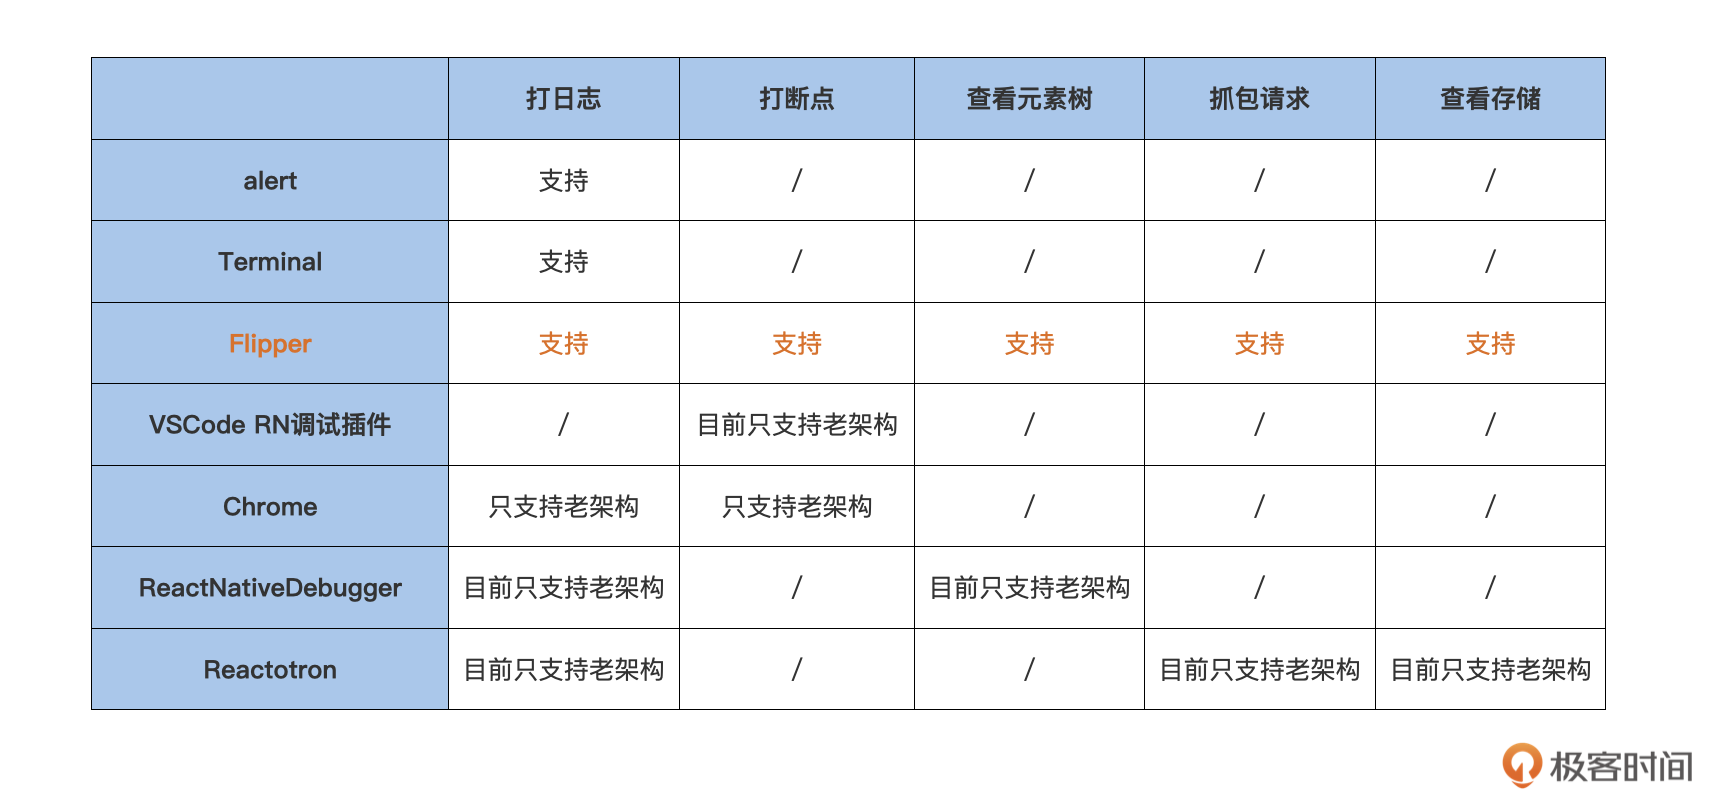 打日志 打断点 查看元素树 抓包请求 查看存储
alert 支持 / / / /
Terminal 支持 / / / /
Flipper 支持 支持 支持 支持 支持
VSCode RN调试插件 / 目前只支持老架构 / / /
Chrome 只支持老架构 只支持老架构 / / /
ReactNativeDebugger 目前只支持老架构 / 目前只支持老架构 / /
Reactotron 目前只支持老架构 / / 目前只支持老架构 目前只支持老架构
极客时间